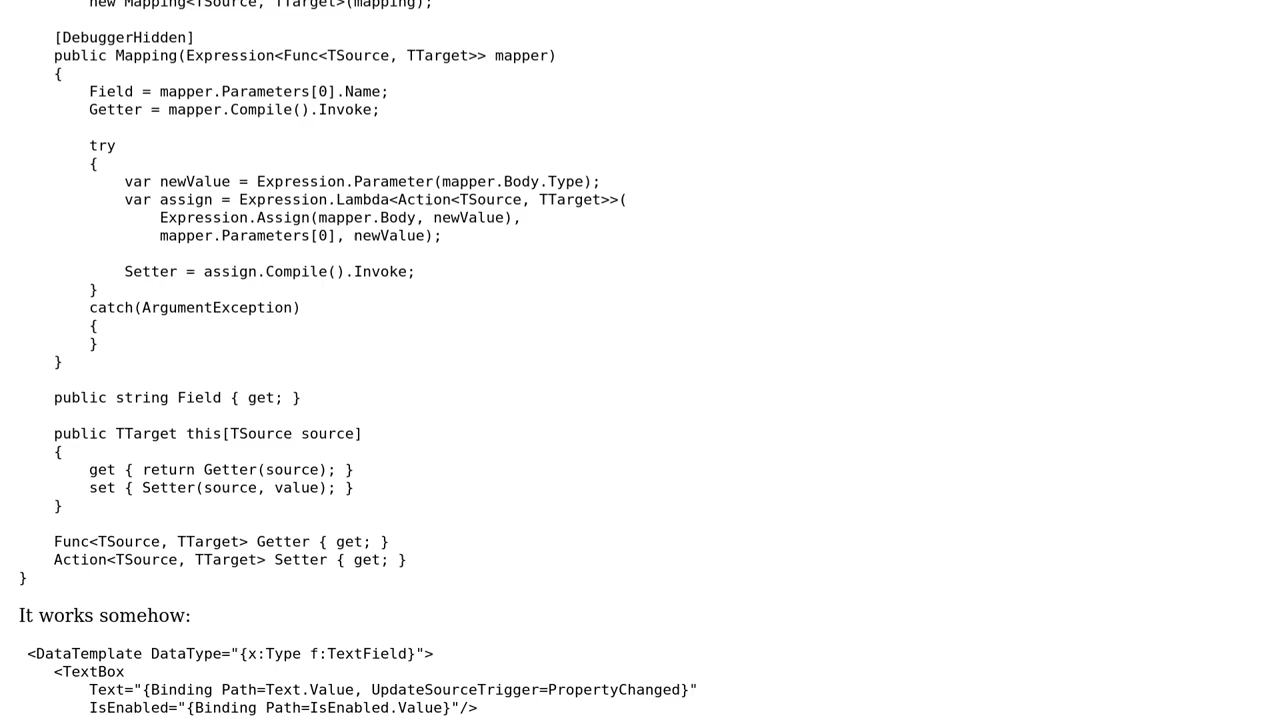 new Mapping<TSource, TTarget>(mapping);
[DebuggerHidden]
public Mapping(Expression<Func<TSource, TTarget>> mapper)
{
Field = mapper.Parameters[0].Name;
Getter = mapper.Compile().Invoke;
try
{
var newValue = Expression.Parameter(mapper.Body.Type);
var assign = Expression.Lambda<Action<TSource, TTarget>>(
Expression.Assign(mapper.Body, newValue),
mapper.Parameters[0], newValue);
Setter = assign.Compile().Invoke;
}
catch(ArgumentException)
{
}
}
public string Field { get; }
public TTarget this[TSource source]
{
get { return Getter(source); }
set { Setter(source, value); }
}
Func<TSource, TTarget> Getter { get; }
Action<TSource, TTarget> Setter { get; }
}
It works somehow:
<DataTemplate DataType="{x:Type f:TextField}">
<TextBox
Text="{Binding Path=Text.Value, UpdateSourceTrigger=PropertyChanged}"
IsEnabled="{Binding Path=IsEnabled.Value}"/>